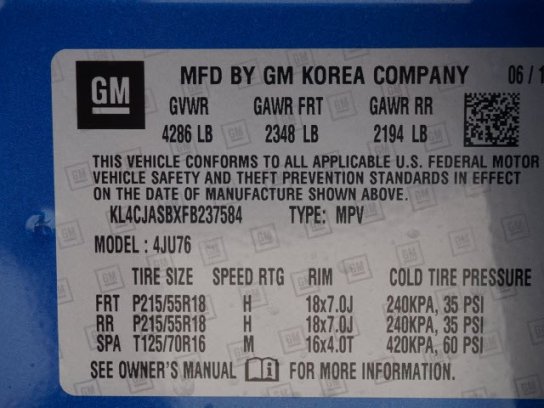 GM
MFD BY GM KOREA COMPANY 06 / 1
GVWR GAWR FRT GAWR RR
4286 LB 2348 LB 2194 LB
THIS VEHICLE CONFORMS TO ALL APPLICABLE U.S. FEDERAL MOTOR
VEHICLE SAFETY AND THEFT PREVENTION STANDARDS IN EFFECT
ON THE DATE OF MANUFACTURE SHOWN ABOVE.
KL4CJASBXFB237584 TYPE: MPV
MODEL : 4JU76
TIRE SIZE SPEED RTG RIM COLD TIRE PRESSURE
FRT P215/55R18 H 18x7.0J 240KPA, 35 PSI
RR P215/55R18 H 18x7.0J 240KPA, 35 PSI
SPA T125/70R16 M 16x4.0T 420KPA, 60 PSI
SEE OWNER'S MANUAL i FOR MORE INFORMATION.